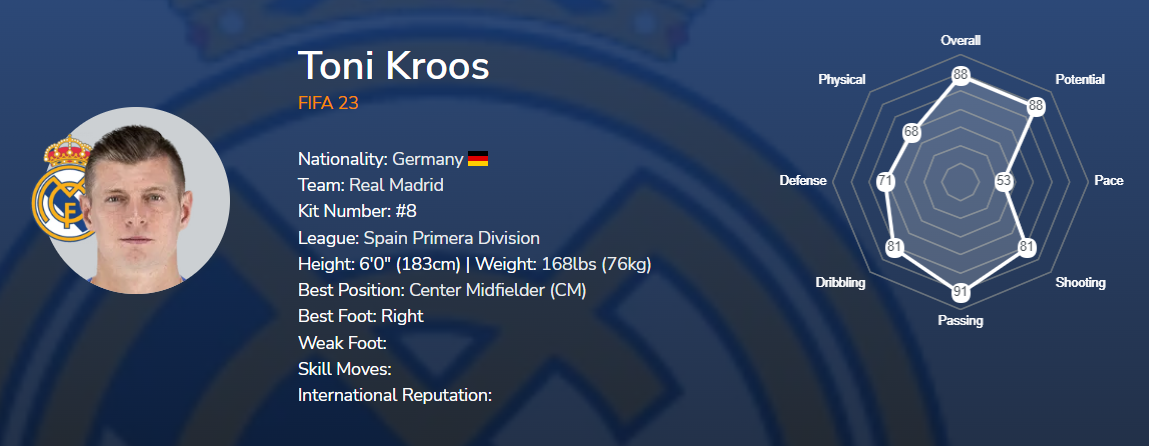 Toni Kroos
FIFA 23
Nationality: Germany
Team: Real Madrid
Kit Number: #8
League: Spain Primera Division
Height: 6'0" (183cm) | Weight: 168lbs (76kg)
Best Position: Center Midfielder (CM)
Best Foot: Right
Weak Foot:
Skill Moves:
International Reputation:
Overall
88
Potential
88
Pace
53
Shooting
81
Passing
91
Dribbling
81
Defense
71
Physical
68